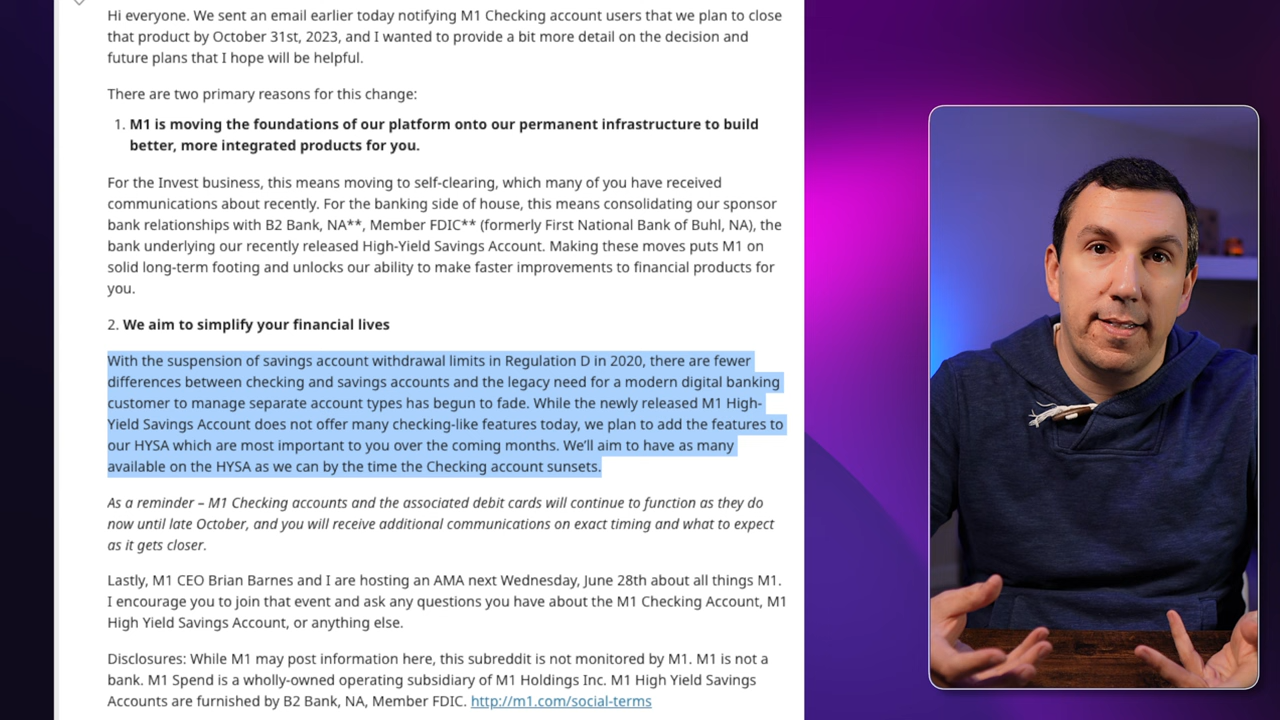 Hi everyone. We sent an email earlier today notifying M1 Checking account users that we plan to close
that product by October 31st, 2023, and I wanted to provide a bit more detail on the decision and
future plans that I hope will be helpful.
There are two primary reasons for this change:
1. M1 is moving the foundations of our platform onto our permanent infrastructure to build
better, more integrated products for you.
For the Invest business, this means moving to self-clearing, which many of you have received
communications about recently. For the banking side of house, this means consolidating our sponsor
bank relationships with B2 Bank, NA**, Member FDIC** (formerly First National Bank of Buhl, NA), the
bank underlying our recently released High-Yield Savings Account. Making these moves puts M1 on
solid long-term footing and unlocks our ability to make faster improvements to financial products for
you.
2. We aim to simplify your financial lives
With the suspension of savings account withdrawal limits in Regulation D in 2020, there are fewer
differences between checking and savings accounts and the legacy need for a modern digital banking
customer to manage separate account types has begun to fade. While the newly released M1 High-
Yield Savings Account does not offer many checking-like features today, we plan to add the features to
our HYSA which are most important to you over the coming months. We'll aim to have as many
available on the HYSA as we can by the time the Checking account sunsets.
As a reminder – M1 Checking accounts and the associated debit cards will continue to function as they do
now until late October, and you will receive additional communications on exact timing and what to expect
as it gets closer.
Lastly, M1 CEO Brian Barnes and I are hosting an AMA next Wednesday, June 28th about all things M1.
I encourage you to join that event and ask any questions you have about the M1 Checking Account, M1
High Yield Savings Account, or anything else.
Disclosures: While M1 may post information here, this subreddit is not monitored by M1. M1 is not a
bank. M1 Spend is a wholly-owned operating subsidiary of M1 Holdings Inc. M1 High Yield Savings
Accounts are furnished by B2 Bank, NA, Member FDIC. http://m1.com/social-terms